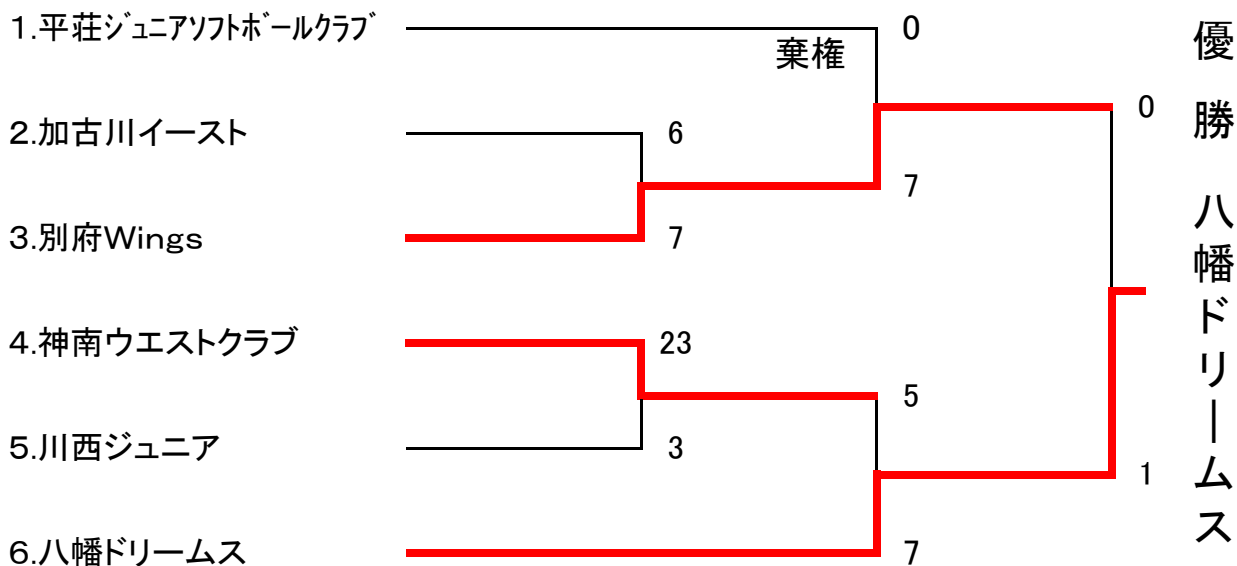 1.平荘ｼﾞｭﾆｱｿﾌﾄﾎﾞｰﾙｸﾗﾌﾞ
0
棄権
2.加古川イースト
6
7
3.別府Wings
7
0
4.神南ウエストクラブ
23
5
5.川西ジュニア
3
1
6.八幡ドリームス
7
優勝 八幡ドリームス